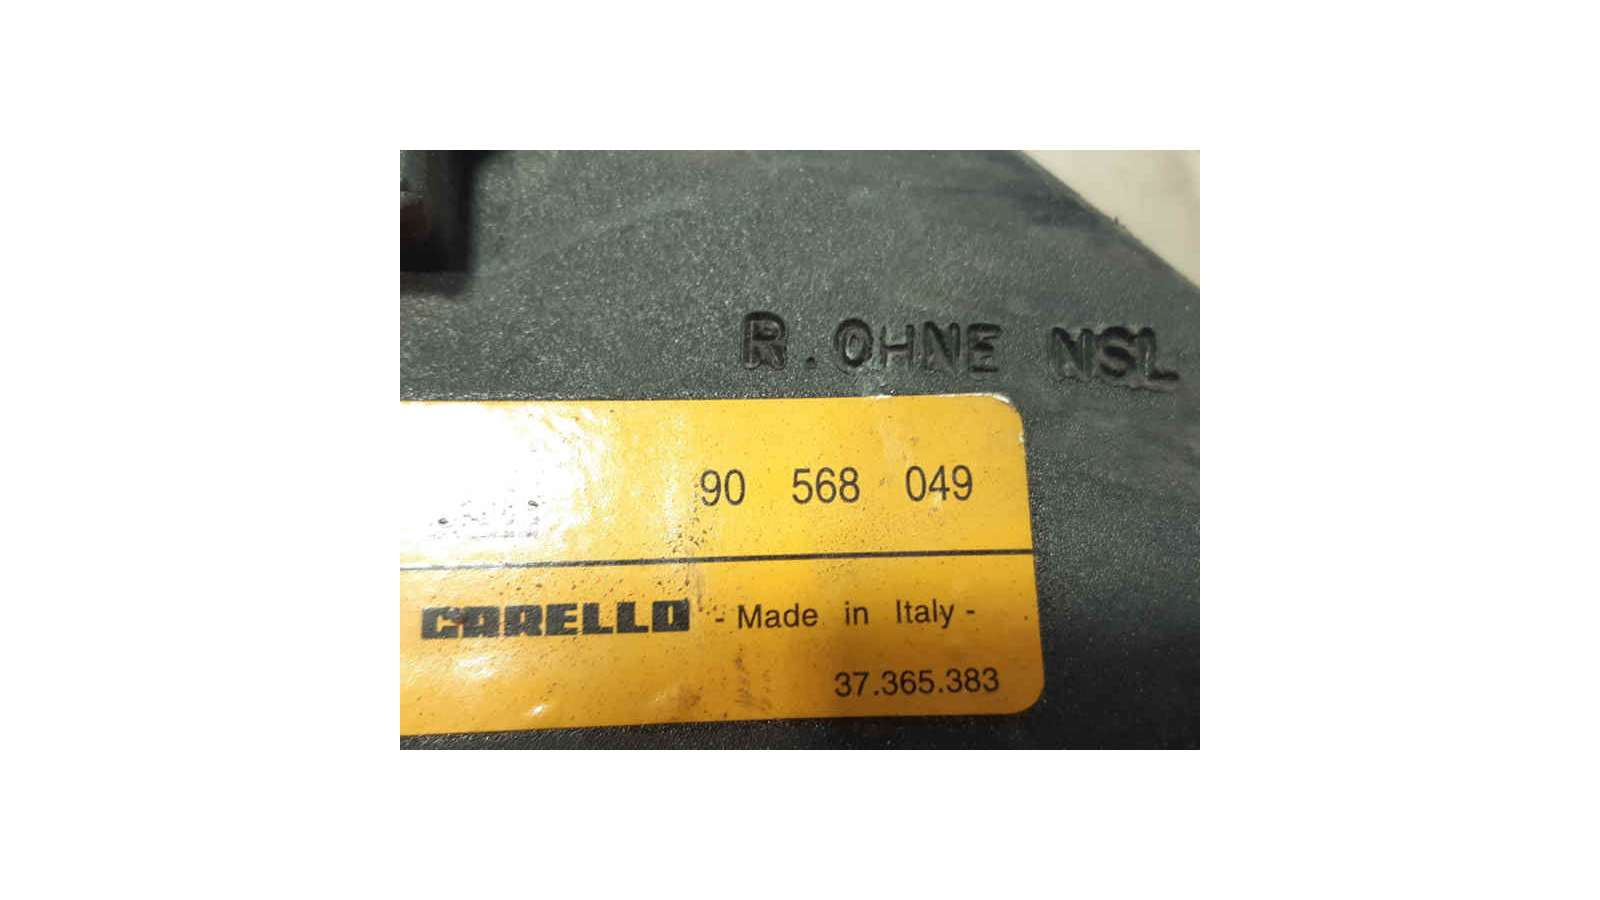 R. OHNE NSL
90 568 049
CARELLO - Made in Italy -
37.365.383